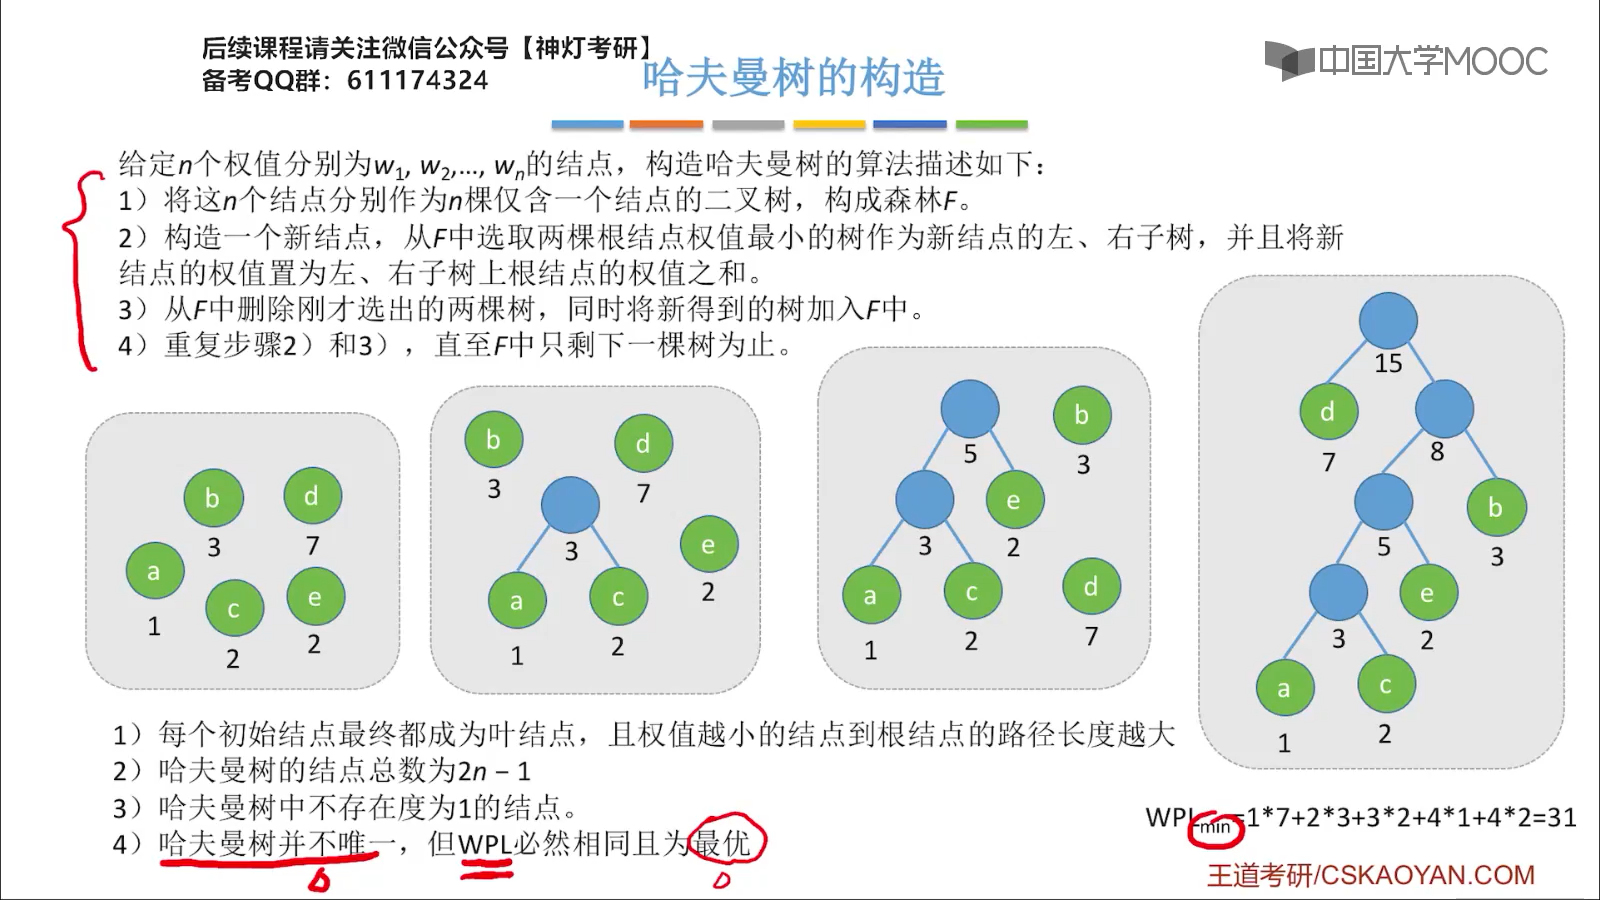 后续课程请关注微信公众号【神灯考研】
备考QQ群：611174324
中国大学MOOC
哈夫曼树的构造
给定n个权值分别为w1, w2,…, wn的结点，构造哈夫曼树的算法描述如下：
1）将这n个结点分别作为n棵仅含一个结点的二叉树，构成森林F。
2）构造一个新结点，从F中选取两棵根结点权值最小的树作为新结点的左、右子树，并且将新
结点的权值置为左、右子树上根结点的权值之和。
3）从F中删除刚才选出的两棵树，同时将新得到的树加入F中。
4）重复步骤2）和3），直至F中只剩下一棵树为止。
b
d
3
7
a
c
e
1
2
2
b
d
3
7
3
e
2
a
c
1
2
b
5
3
e
3
2
a
c
d
1
2
7
15
d
7
8
b
5
3
e
3
2
a
c
1
2
1）每个初始结点最终都成为叶结点，且权值越小的结点到根结点的路径长度越大
2）哈夫曼树的结点总数为2n − 1
3）哈夫曼树中不存在度为1的结点。
4）哈夫曼树并不唯一，但WPL必然相同且为最优
WPLmin=1*7+2*3+3*2+4*1+4*2=31
王道考研/CSKAOYAN.COM